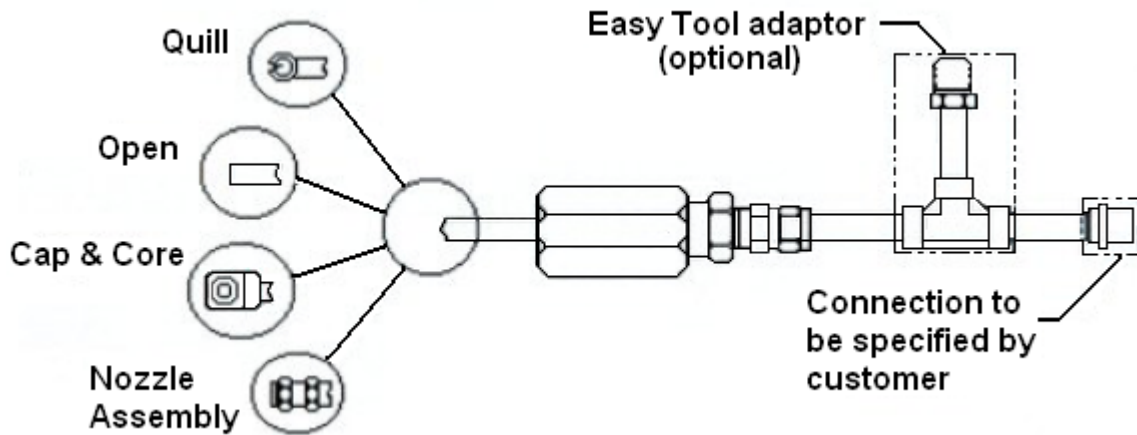 Quill
Open
Cap & Core
Nozzle
Assembly
Easy Tool adaptor
(optional)
Connection to
be specified by
customer